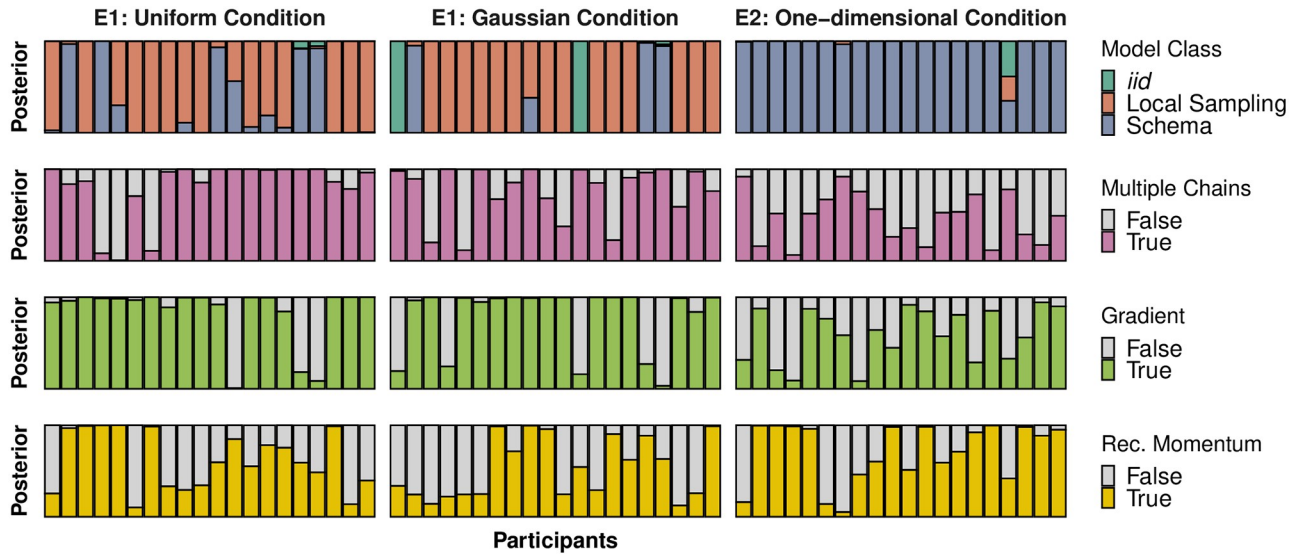 E1: Uniform Condition
E1: Gaussian Condition
E2: One−dimensional Condition
Posterior
Model Class
iid
Local Sampling
Schema
Posterior
Multiple Chains
False
True
Posterior
Gradient
False
True
Posterior
Rec. Momentum
False
True
Participants